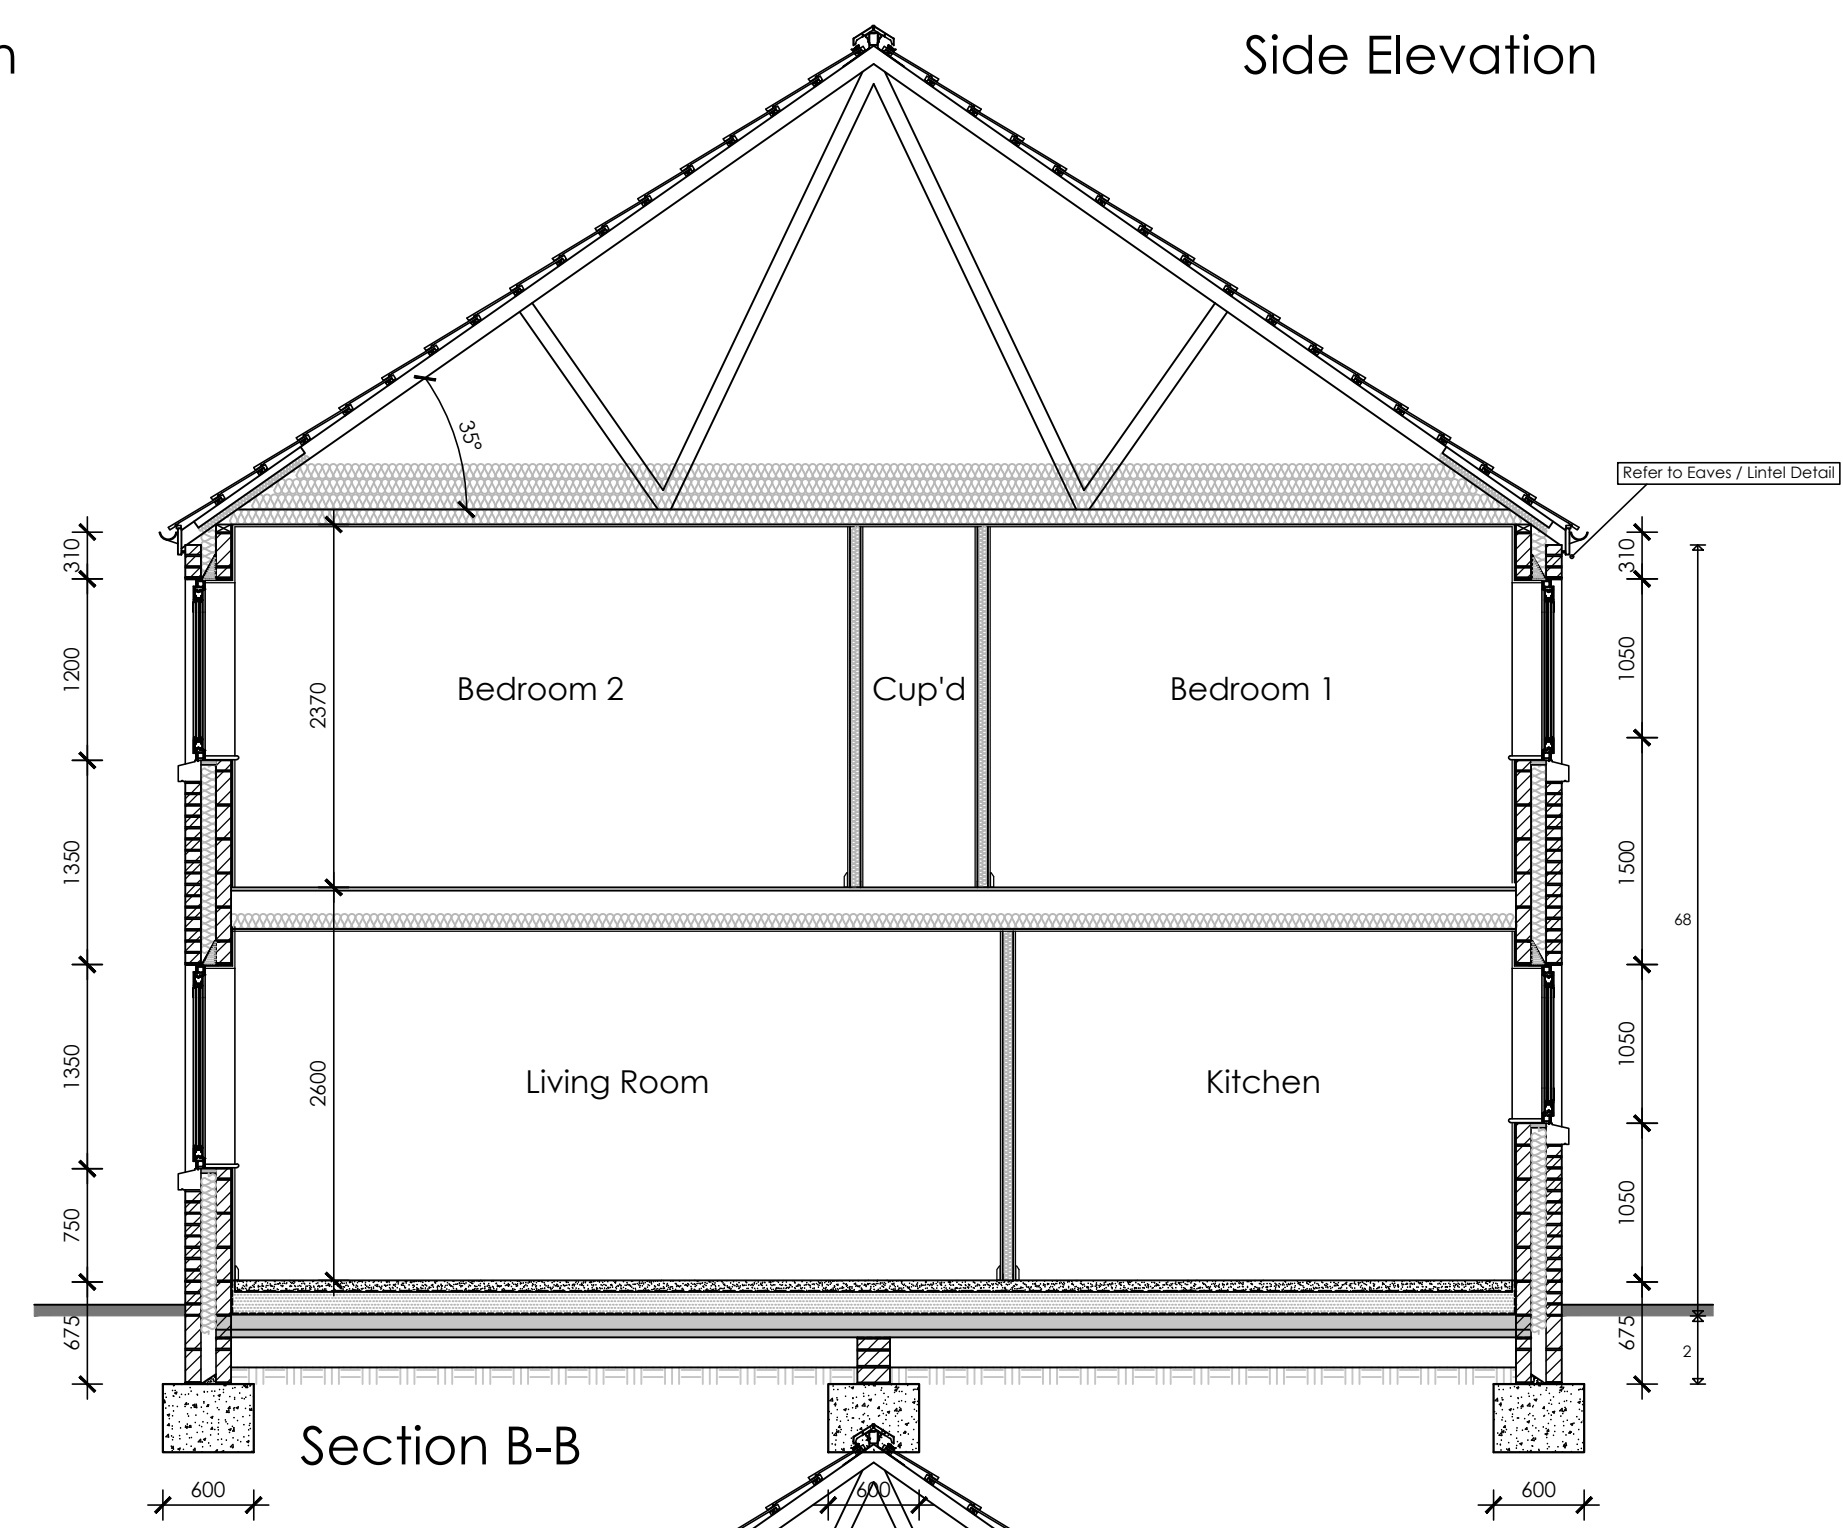 n
Side Elevation
35°
Refer to Eaves / Lintel Detail
310
310
1200
2370
Bedroom 2
Cup'd
Bedroom 1
1050
1350
1500
68
1350
2600
Living Room
Kitchen
1050
750
1050
675
675
2
Section B-B
600
600
600